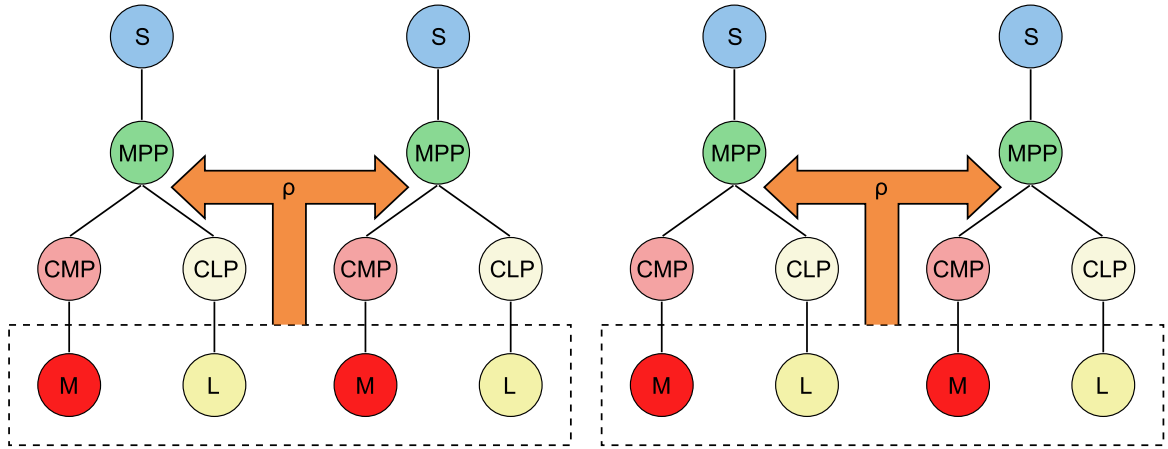 S S S S
MPP MPP MPP MPP
ρ ρ
CMP CLP CMP CLP CMP CLP CMP CLP
M L M L M L M L